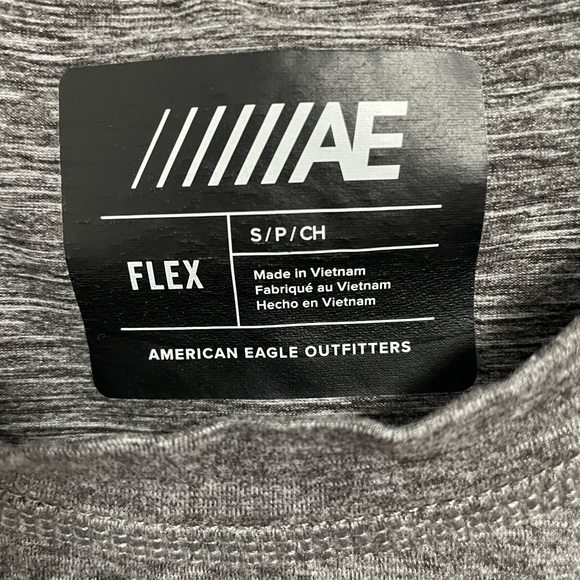 AE
FLEX
S/P/CH
Made in Vietnam
Fabriqué au Vietnam
Hecho en Vietnam
AMERICAN EAGLE OUTFITTERS